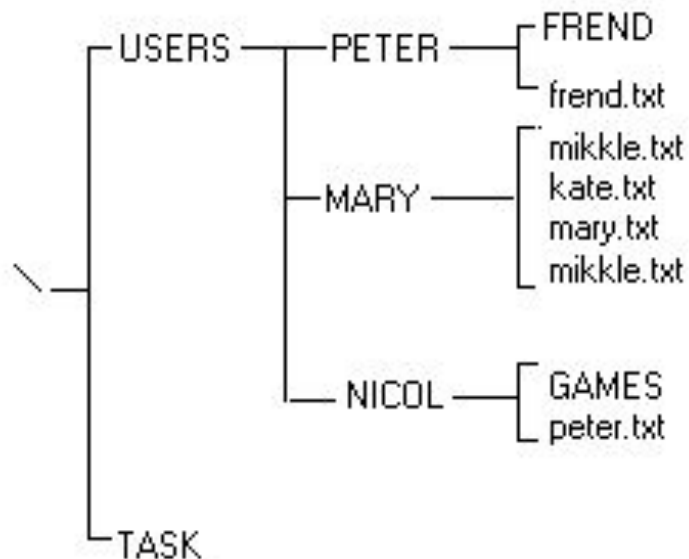 FREND
USERS PETER
frend.txt
mikkle.txt
kate.txt
MARY
mary.txt
mikkle.txt
\
GAMES
NICOL
peter.txt
TASK